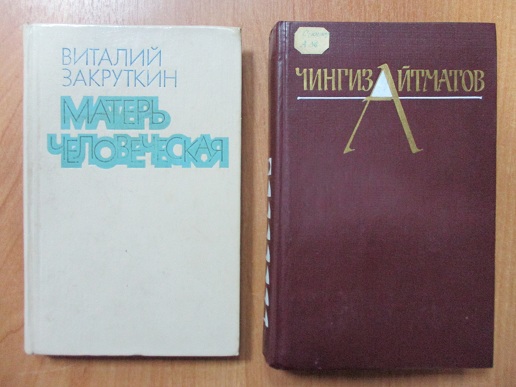 ВИТАЛИЙ
ЗАКРУТКИН
МАТЕРЬ
ЧЕЛОВЕЧЕСКАЯ
ЧИНГИЗ АЙТМАТОВ